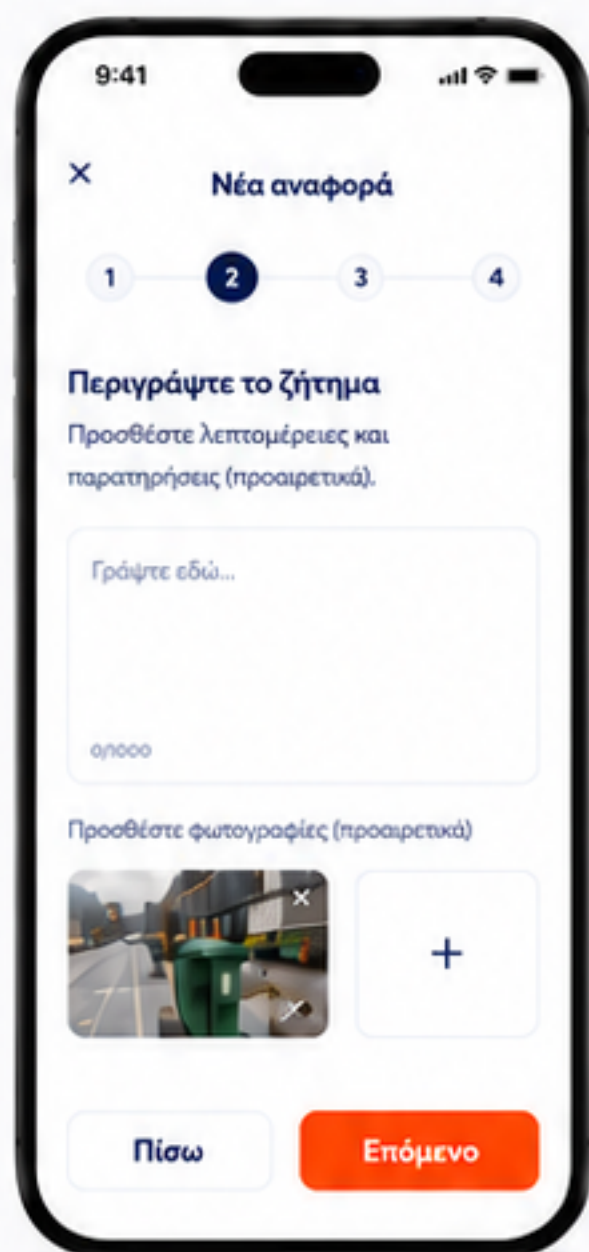 9:41
Νέα αναφορά
1 2 3 4
Περιγράψτε το ζήτημα
Προσθέστε λεπτομέρειες και
παρατηρήσεις (προαιρετικά).
Γράψτε εδώ...
0/1000
Προσθέστε φωτογραφίες (προαιρετικά)
Πίσω
Επόμενο